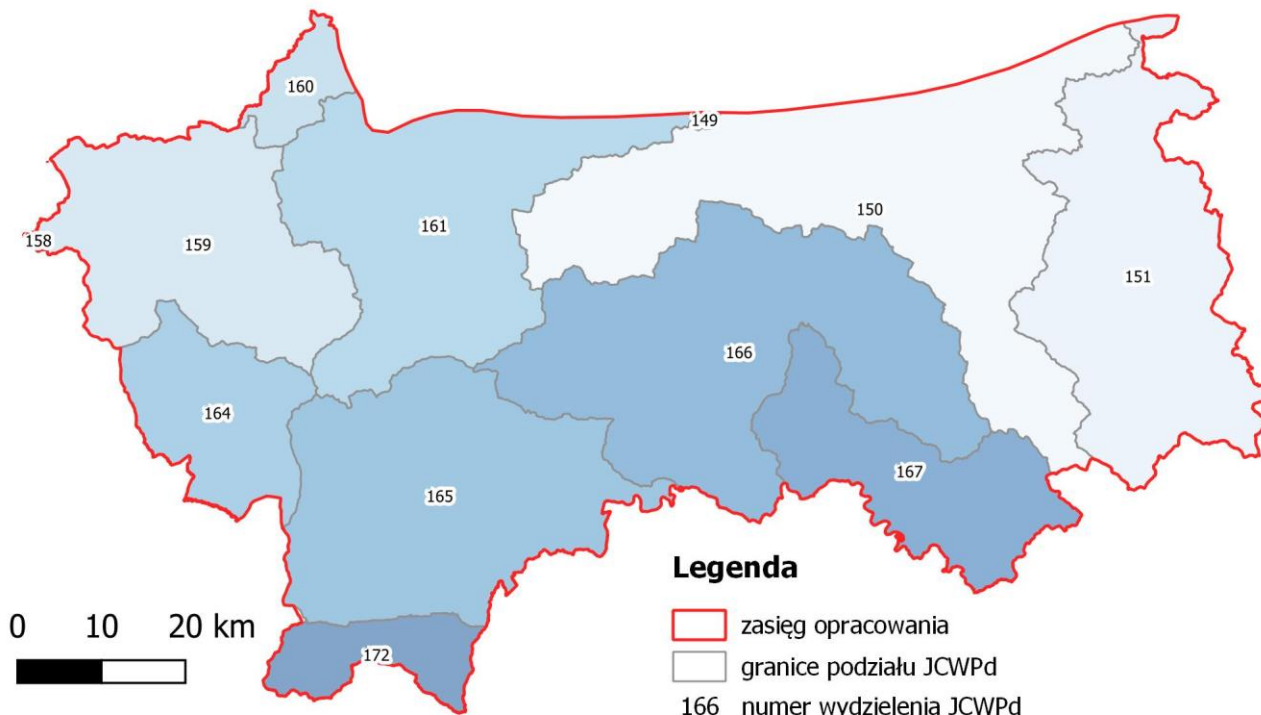 160
149
161
150
158
159
151
166
164
167
165
172
0 10 20 km
Legenda
zasięg opracowania
granice podziału JCWPd
166 numer wydzielenia JCWPd